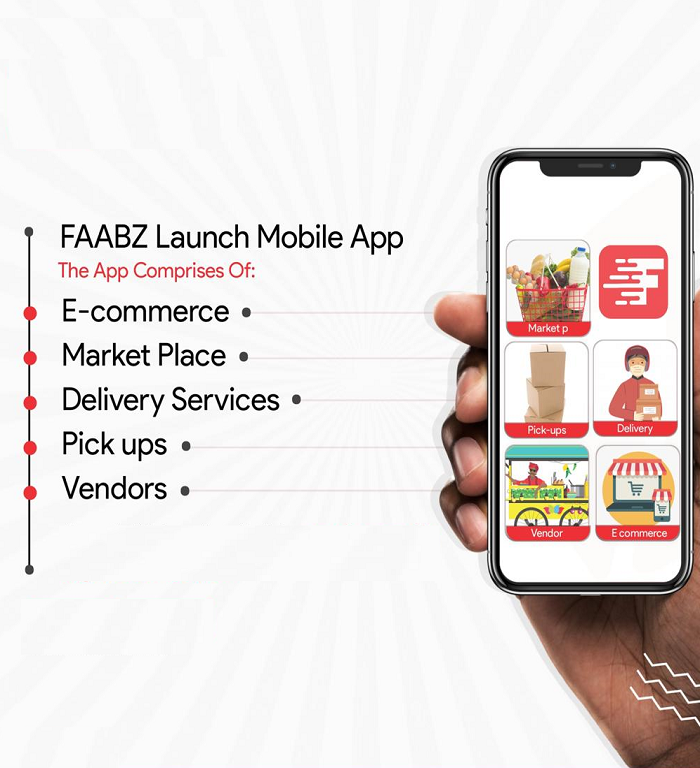 FAABZ Launch Mobile App
The App Comprises Of:
E-commerce
Market Place
Delivery Services
Pick ups
Vendors
Market p
Pick-ups
Delivery
Vendor
E commerce